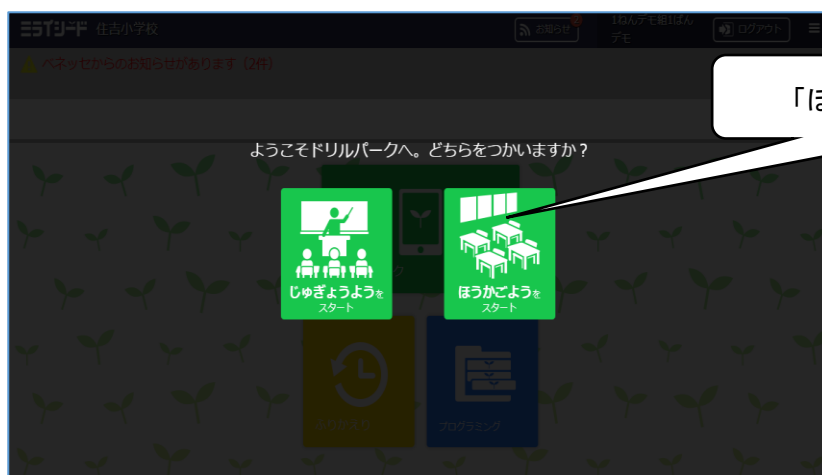 ミライシード 住吉小学校
お知らせ
1ねんデモ組1ばん
デモ
ログアウト
ベネッセからのお知らせがあります（2件）
「ほ
ようこそドリルパークへ。どちらをつかいますか？
じゅぎょうようを
スタート
ほうかごようを
スタート
プログラミング